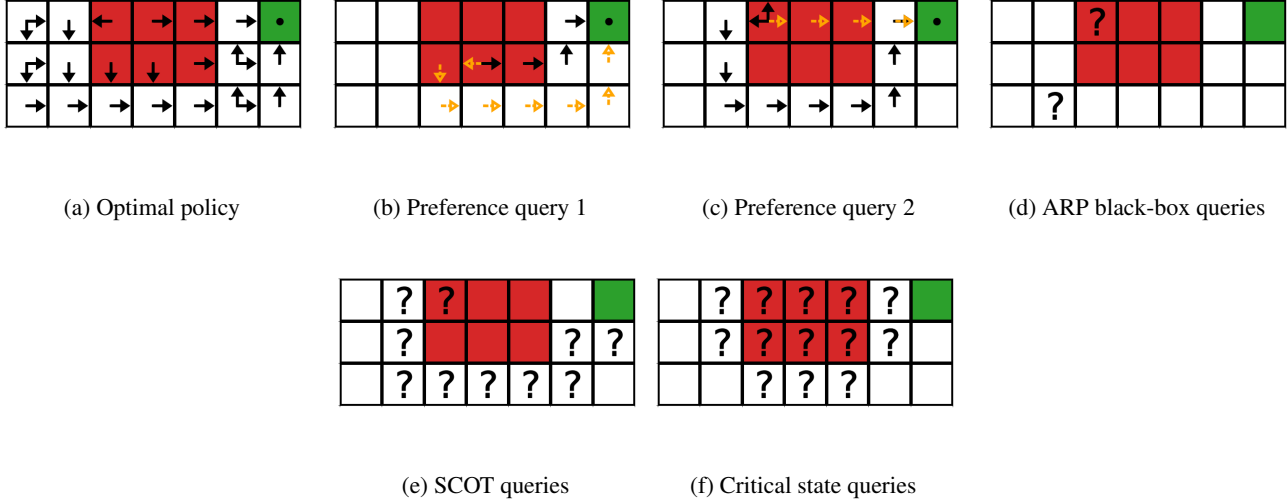 ?
?
(a) Optimal policy (b) Preference query 1 (c) Preference query 2 (d) ARP black-box queries
? ? ? ? ? ? ?
? ? ? ? ? ? ? ?
? ? ? ? ? ? ? ?
(e) SCOT queries (f) Critical state queries